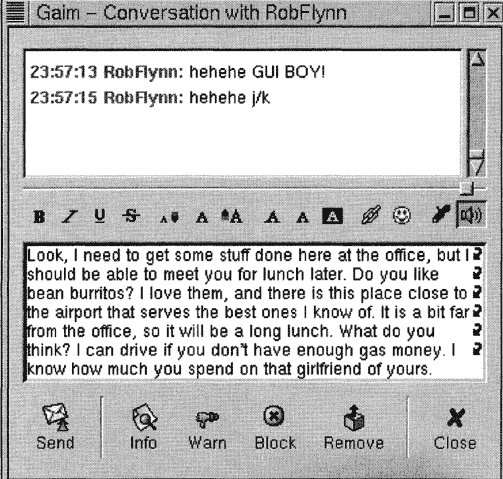 Gaim – Conversation with RobFlynn
23:57:13 RobFlynn: hehehe GUI BOY!
23:57:15 RobFlynn: hehehe j/k
B I U S A A A A A A
Look, I need to get some stuff done here at the office, but I
should be able to meet you for lunch later. Do you like
bean burritos? I love them, and there is this place close to
the airport that serves the best ones I know of. It is a bit far
from the office, so it will be a long lunch. What do you
think? I can drive if you don't have enough gas money. I
know how much you spend on that girlfriend of yours.
Send Info Warn Block Remove Close